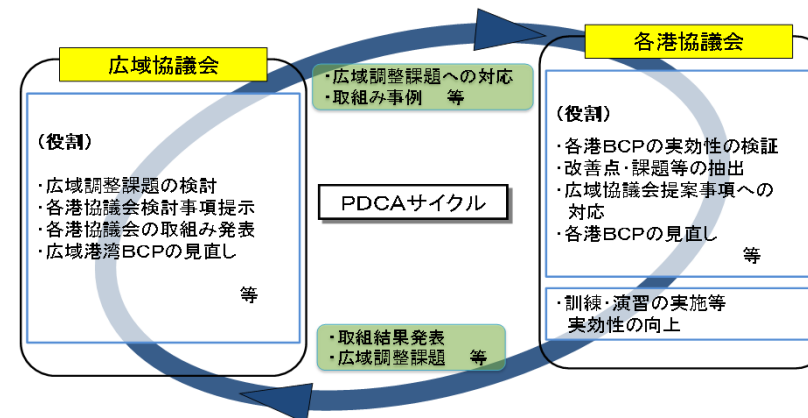 広域協議会
(役割)
・広域調整課題の検討
・各港協議会検討事項提示
・各港協議会の取組み発表
・広域港湾BCPの見直し
等
・広域調整課題への対応
・取組み事例　等
PDCAサイクル
・取組結果発表
・広域調整課題　等
各港協議会
(役割)
・各港BCPの実効性の検証
・改善点・課題等の抽出
・広域協議会提案事項への
対応
・各港BCPの見直し
等
・訓練・演習の実施等
実効性の向上